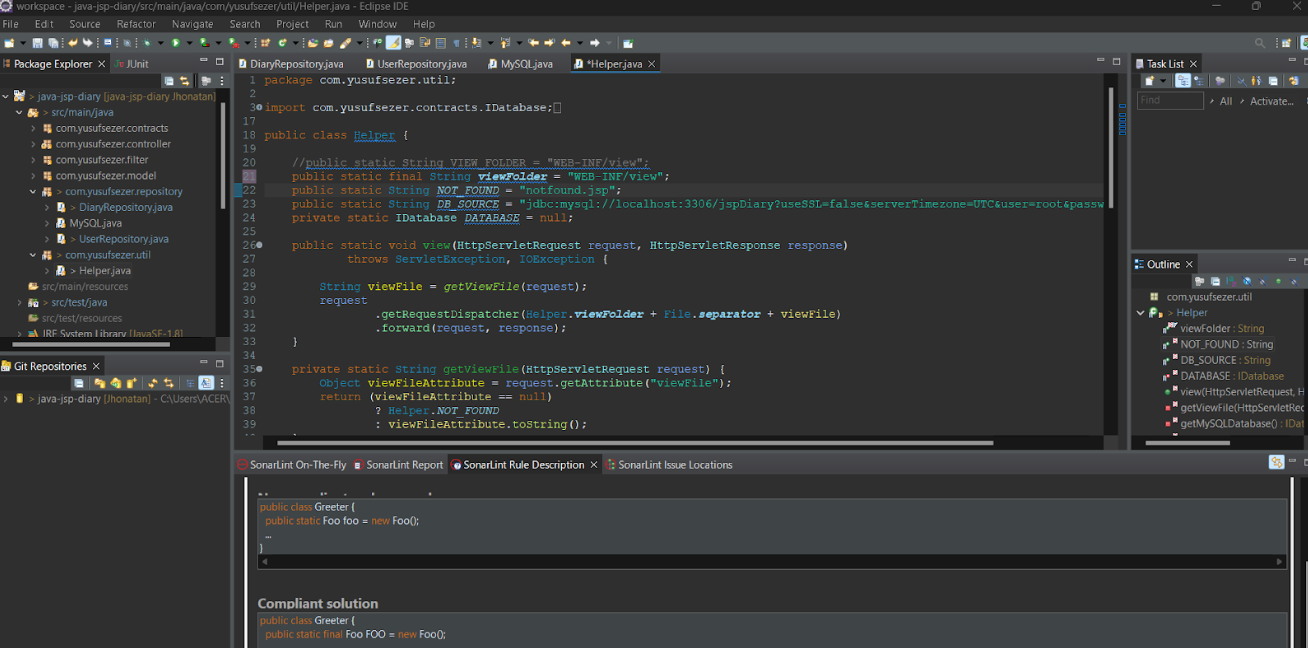 workspace - java-jsp-diary/src/main/java/com/yusufsezer/util/Helper.java - Eclipse IDE
File Edit Source Refactor Navigate Search Project Run Window Help
Package Explorer JUnit
java-jsp-diary [java-jsp-diary Jhonatan]
src/main/java
com.yusufsezer.contracts
com.yusufsezer.controller
com.yusufsezer.filter
com.yusufsezer.model
> com.yusufsezer.repository
> DiaryRepository.java
MySQL.java
> UserRepository.java
> com.yusufsezer.util
> Helper.java
src/main/resources
> src/test/java
src/test/resources
JRE System Library [JavaSE-1.8]
Git Repositories
> java-jsp-diary [Jhonatan] - C:\Users\ACER\
DiaryRepository.java UserRepository.java MySQL.java *Helper.java
1 package com.yusufsezer.util;
2
3 import com.yusufsezer.contracts.IDatabase;
17
18 public class Helper {
19
20 //public static String VIEW_FOLDER = "WEB-INF/view";
21 public static final String viewFolder = "WEB-INF/view";
22 public static String NOT_FOUND = "notfound.jsp";
23 public static String DB_SOURCE = "jdbc:mysql://localhost:3306/jspDiary?useSSL=false&serverTimezone=UTC&user=root&passw
24 private static IDatabase DATABASE = null;
25
26 public static void view(HttpServletRequest request, HttpServletResponse response)
27 throws ServletException, IOException {
28
29 String viewFile = getViewFile(request);
30 request
31 .getRequestDispatcher(Helper.viewFolder + File.separator + viewFile)
32 .forward(request, response);
33 }
34
35 private static String getViewFile(HttpServletRequest request) {
36 Object viewFileAttribute = request.getAttribute("viewFile");
37 return (viewFileAttribute == null)
38 ? Helper.NOT_FOUND
39 : viewFileAttribute.toString();
Task List
Find All Activate...
Outline
com.yusufsezer.util
> Helper
viewFolder : String
NOT_FOUND : String
DB_SOURCE : String
DATABASE : IDatabase
view(HttpServletRequest, H
getViewFile(HttpServletRec
getMySQLDatabase() : IDat
SonarLint On-The-Fly SonarLint Report SonarLint Rule Description SonarLint Issue Locations
public class Greeter {
public static Foo foo = new Foo();
...
}
Compliant solution
public class Greeter {
public static final Foo FOO = new Foo();